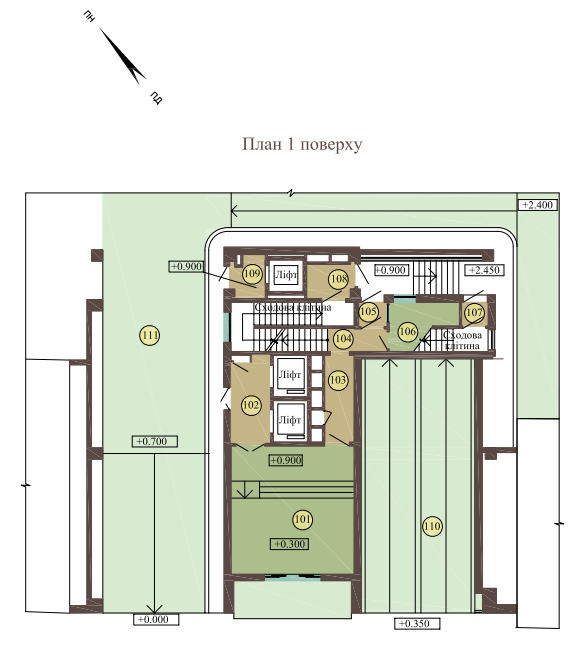 ПН
ПД
План 1 поверху
+2.400
+0.900
109
Ліфт
108
+0.900
+2.450
Сходова клітина
105
106
107
111
104
Сходова
клітина
Ліфт
103
102
Ліфт
+0.700
+0.900
101
110
+0.300
+0.000
+0.350